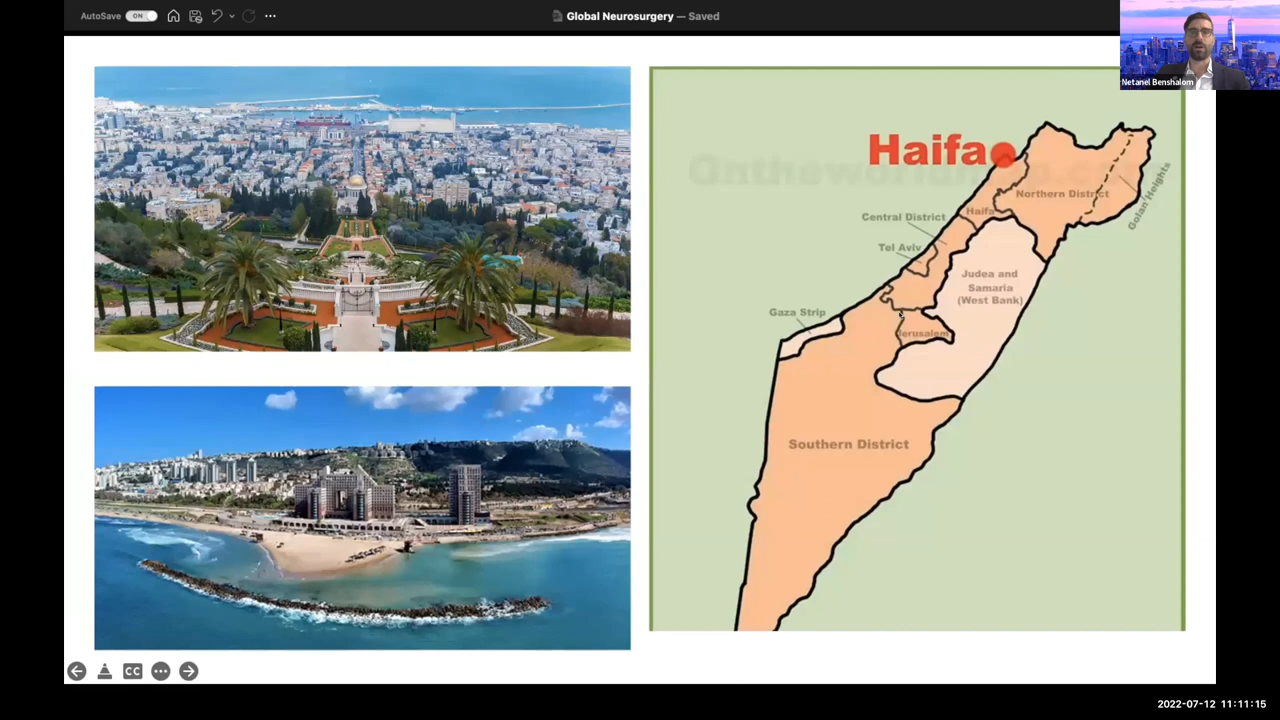 AutoSave ON
Global Neurosurgery — Saved
Netanel Benshalom
Haifa
Northern District
Golan Heights
Haifa
Central District
Tel Aviv
Judea and
Samaria
(West Bank)
Gaza Strip
Jerusalem
Southern District
CC
2022-07-12 11:11:15